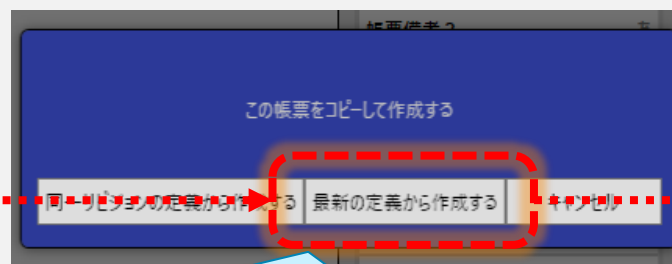 帳票備考2
この帳票をコピーして作成する
同一リビジョンの定義から作成する
最新の定義から作成する
キャンセル